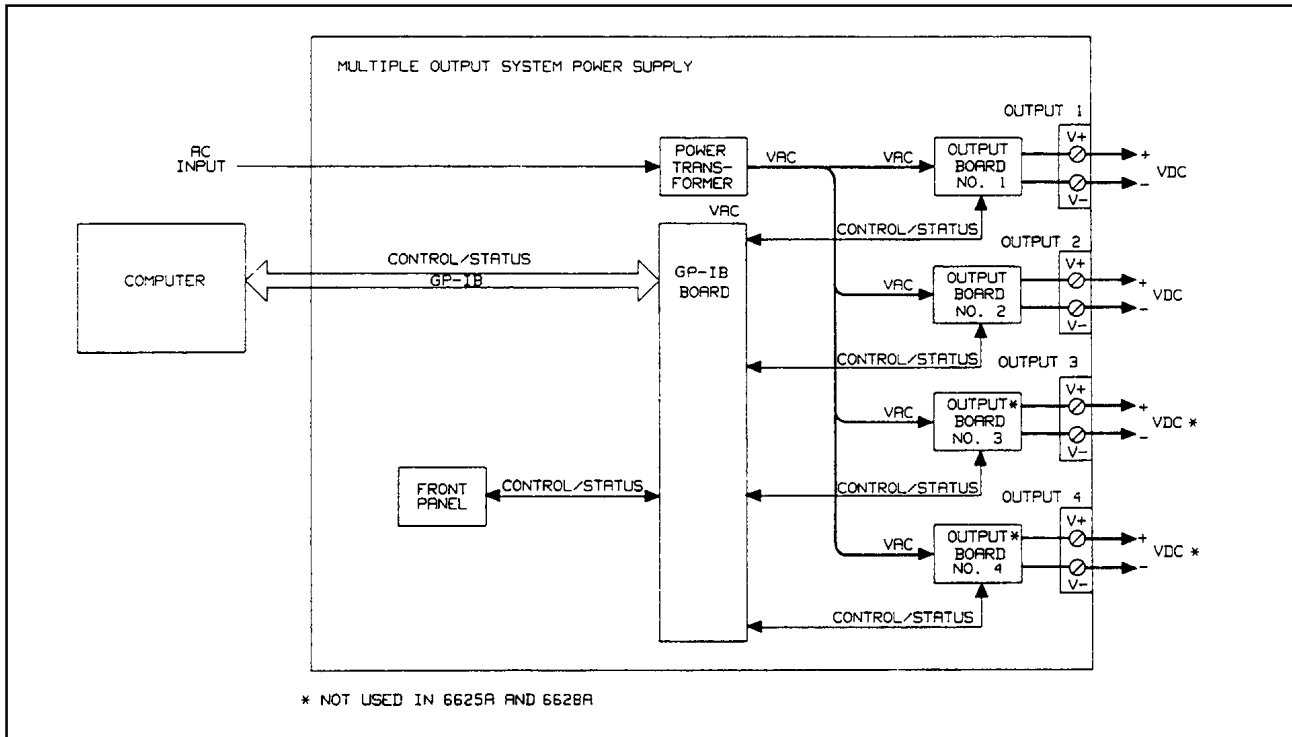 MULTIPLE OUTPUT SYSTEM POWER SUPPLY
OUTPUT 1
AC
INPUT
POWER
TRANS-
FORMER
VAC
VAC
OUTPUT
BOARD
NO. 1
V+
V-
+
-
VDC
VAC
CONTROL/STATUS
OUTPUT 2
COMPUTER
CONTROL/STATUS
GP-IB
GP-IB
BOARD
VAC
OUTPUT
BOARD
NO. 2
V+
V-
+
-
VDC
CONTROL/STATUS
OUTPUT 3
VAC
OUTPUT*
BOARD
NO. 3
V+
V-
+
-
VDC *
FRONT
PANEL
CONTROL/STATUS
CONTROL/STATUS
OUTPUT 4
VAC
OUTPUT*
BOARD
NO. 4
V+
V-
+
-
VDC *
CONTROL/STATUS
* NOT USED IN 6625A AND 6628A